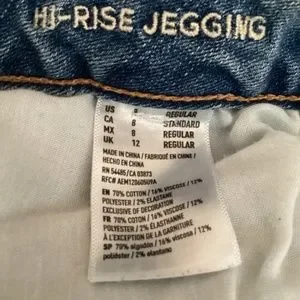 HI-RISE JEGGING
US 8 REGULAR
CA 8 STANDARD
MX 8 REGULAR
UK 12 REGULAR
MADE IN CHINA / FABRIQUÉ EN CHINE /
HECHO EN CHINA
RN 54485/CA 03873
RFC# AEM1206050U9A
EN 70% COTTON / 16% VISCOSE / 12%
POLYESTER / 2% ELASTANE
EXCLUSIVE OF DECORATION
FR 70% COTON / 16% VISCOSE / 12%
POLYESTER / 2% ÉLASTHANNE
À L'EXCEPTION DE LA GARNITURE
SP 70% algodón / 16% viscosa / 12%
poliéster / 2% elastano